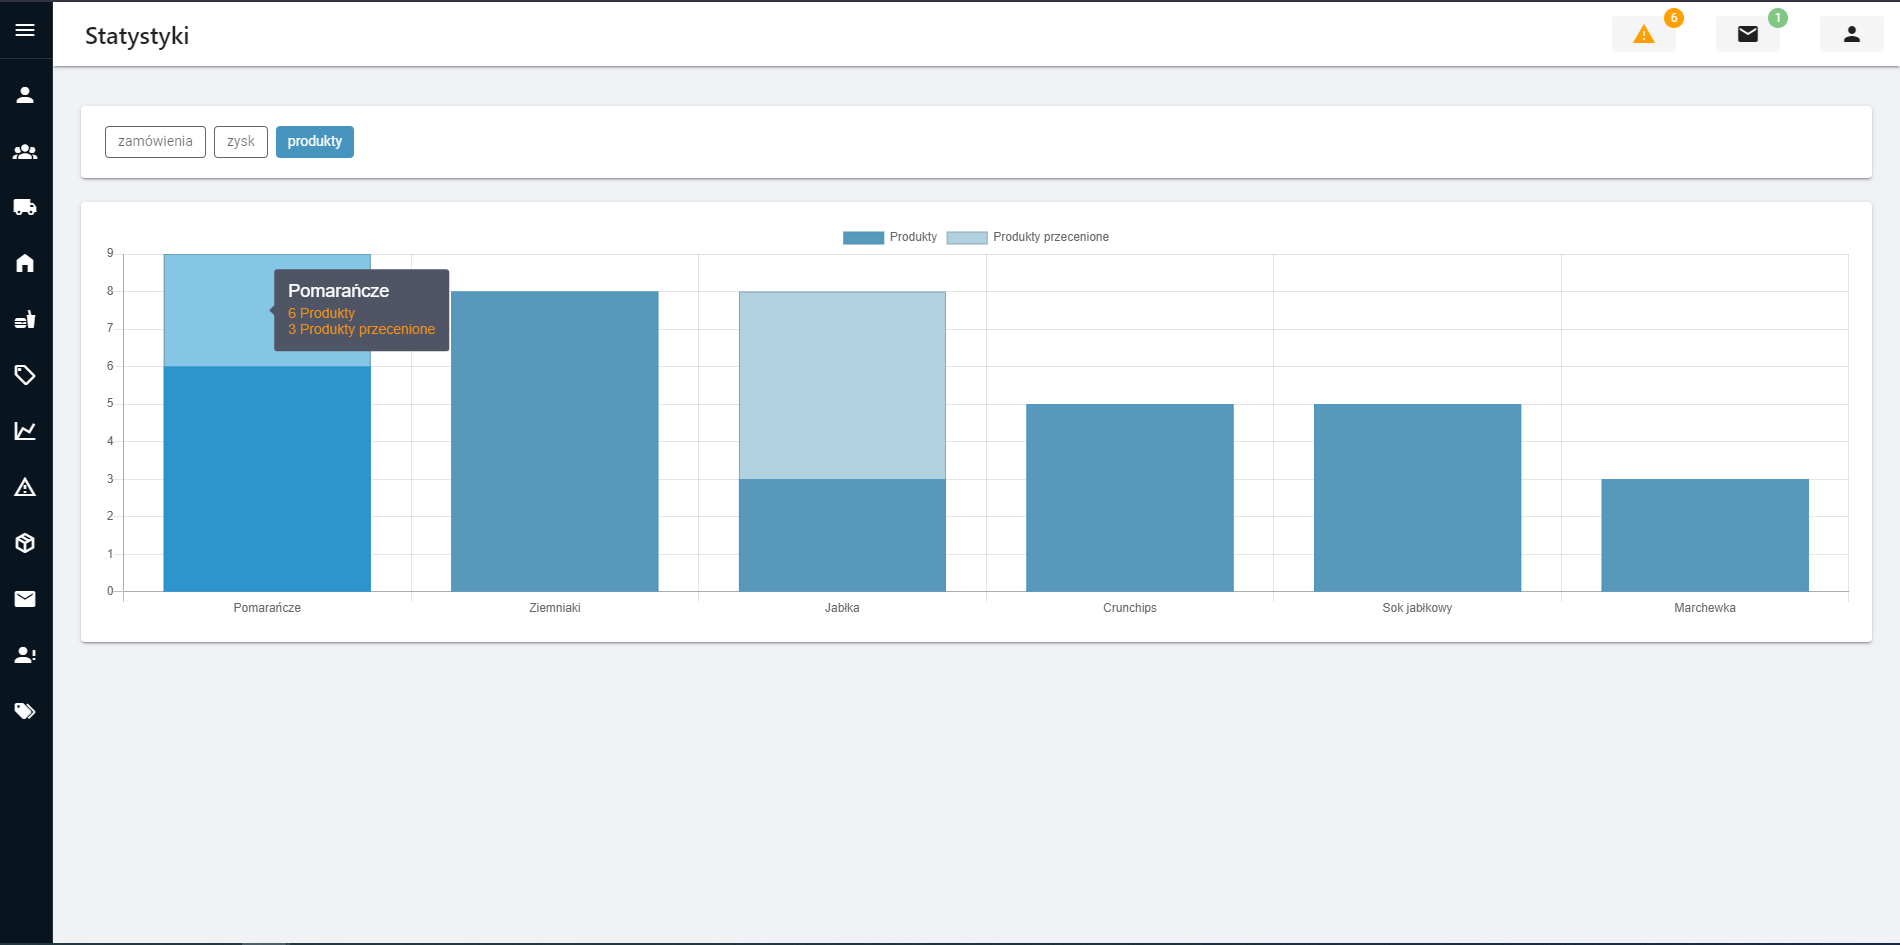 Statystyki
6
1
zamówienia zysk produkty
Produkty Produkty przecenione
9
8
7
6
5
4
3
2
1
0
Pomarańcze
6 Produkty
3 Produkty przecenione
Pomarańcze Ziemniaki Jabłka Crunchips Sok jabłkowy Marchewka